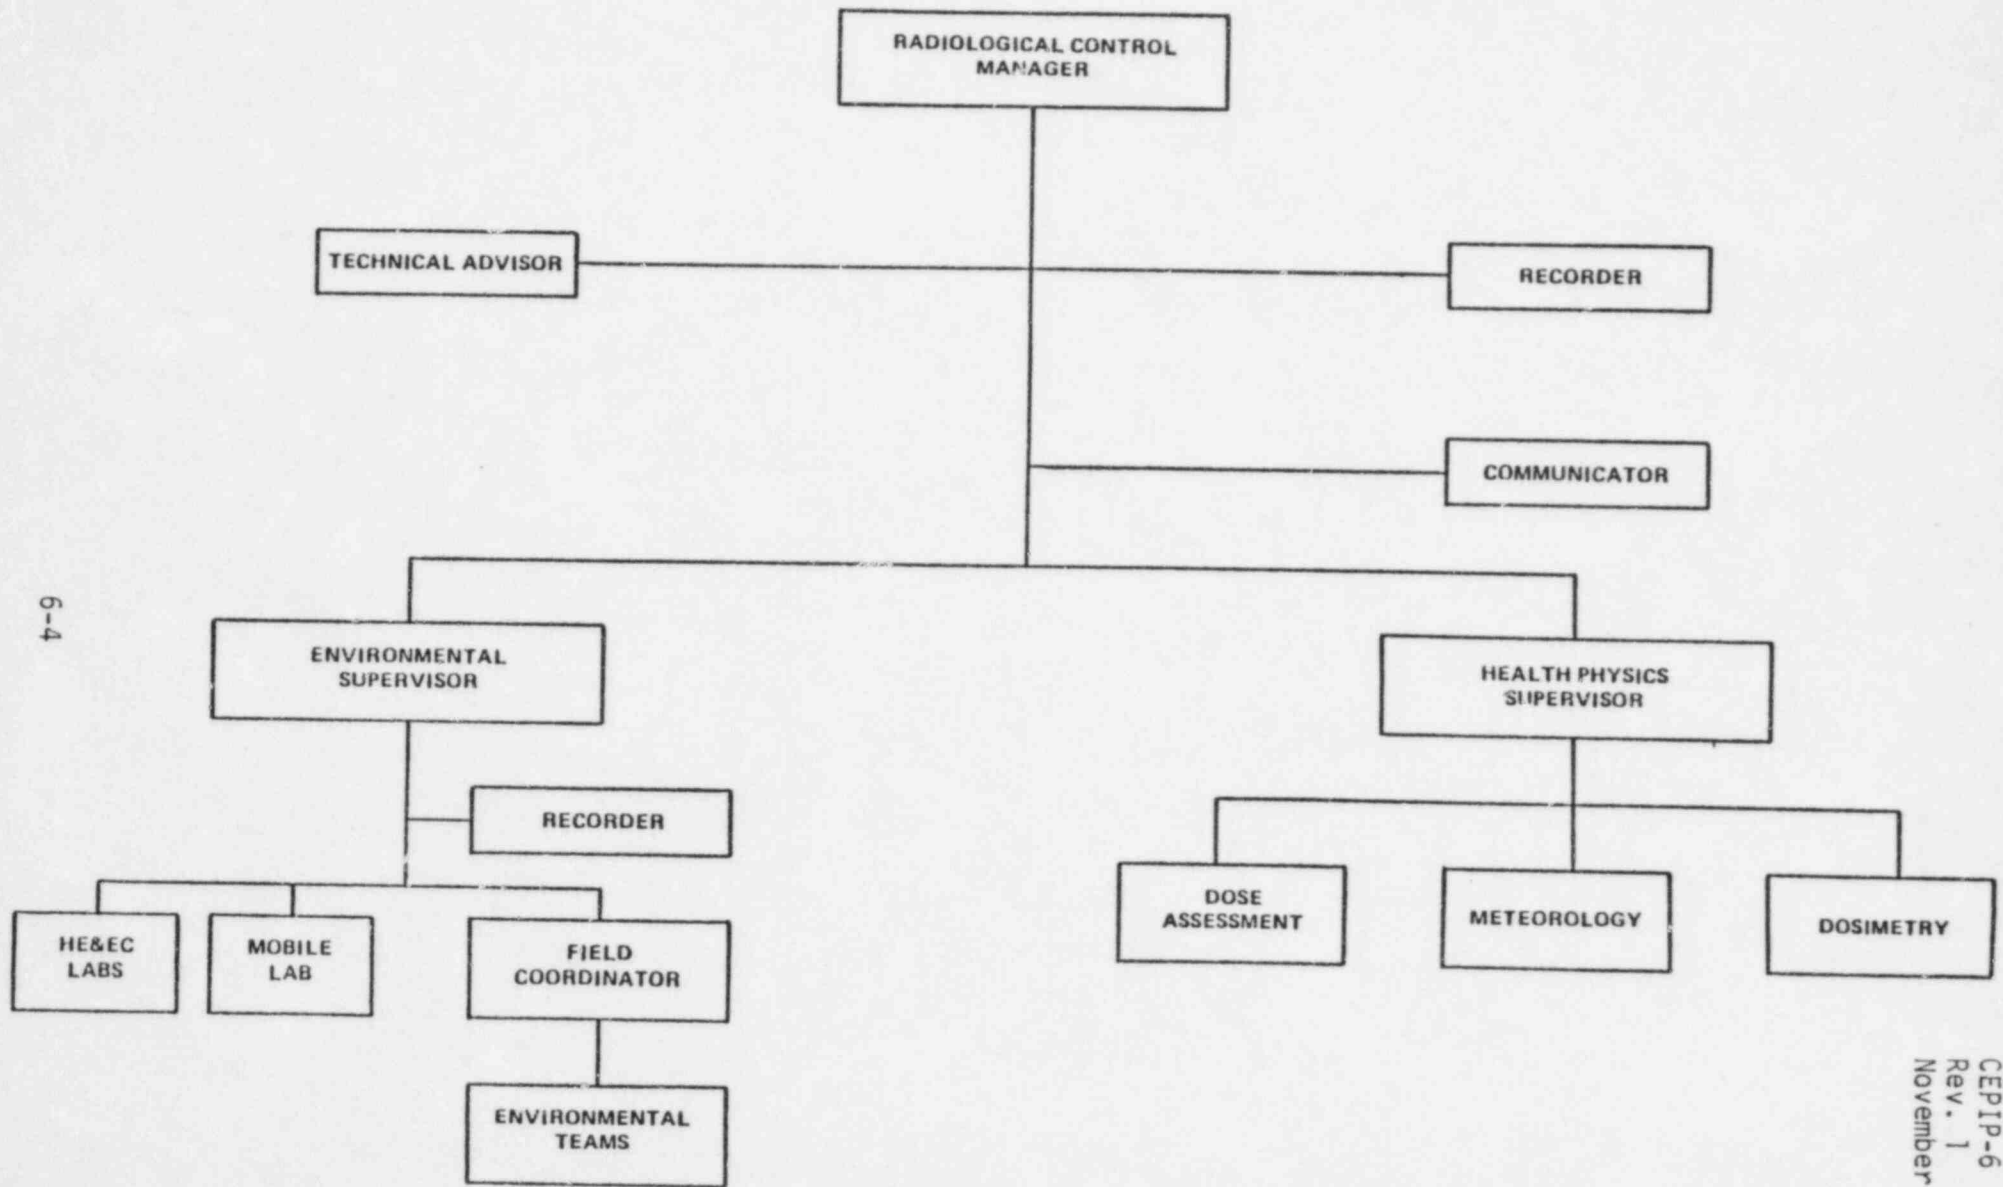 RADIOLOGICAL CONTROL
MANAGER
TECHNICAL ADVISOR
RECORDER
COMMUNICATOR
ENVIRONMENTAL
SUPERVISOR
HEALTH PHYSICS
SUPERVISOR
RECORDER
HE&EC
LABS
MOBILE
LAB
FIELD
COORDINATOR
DOSE
ASSESSMENT
METEOROLOGY
DOSIMETRY
ENVIRONMENTAL
TEAMS
6-4
CEPIP-6
Rev. 1
November